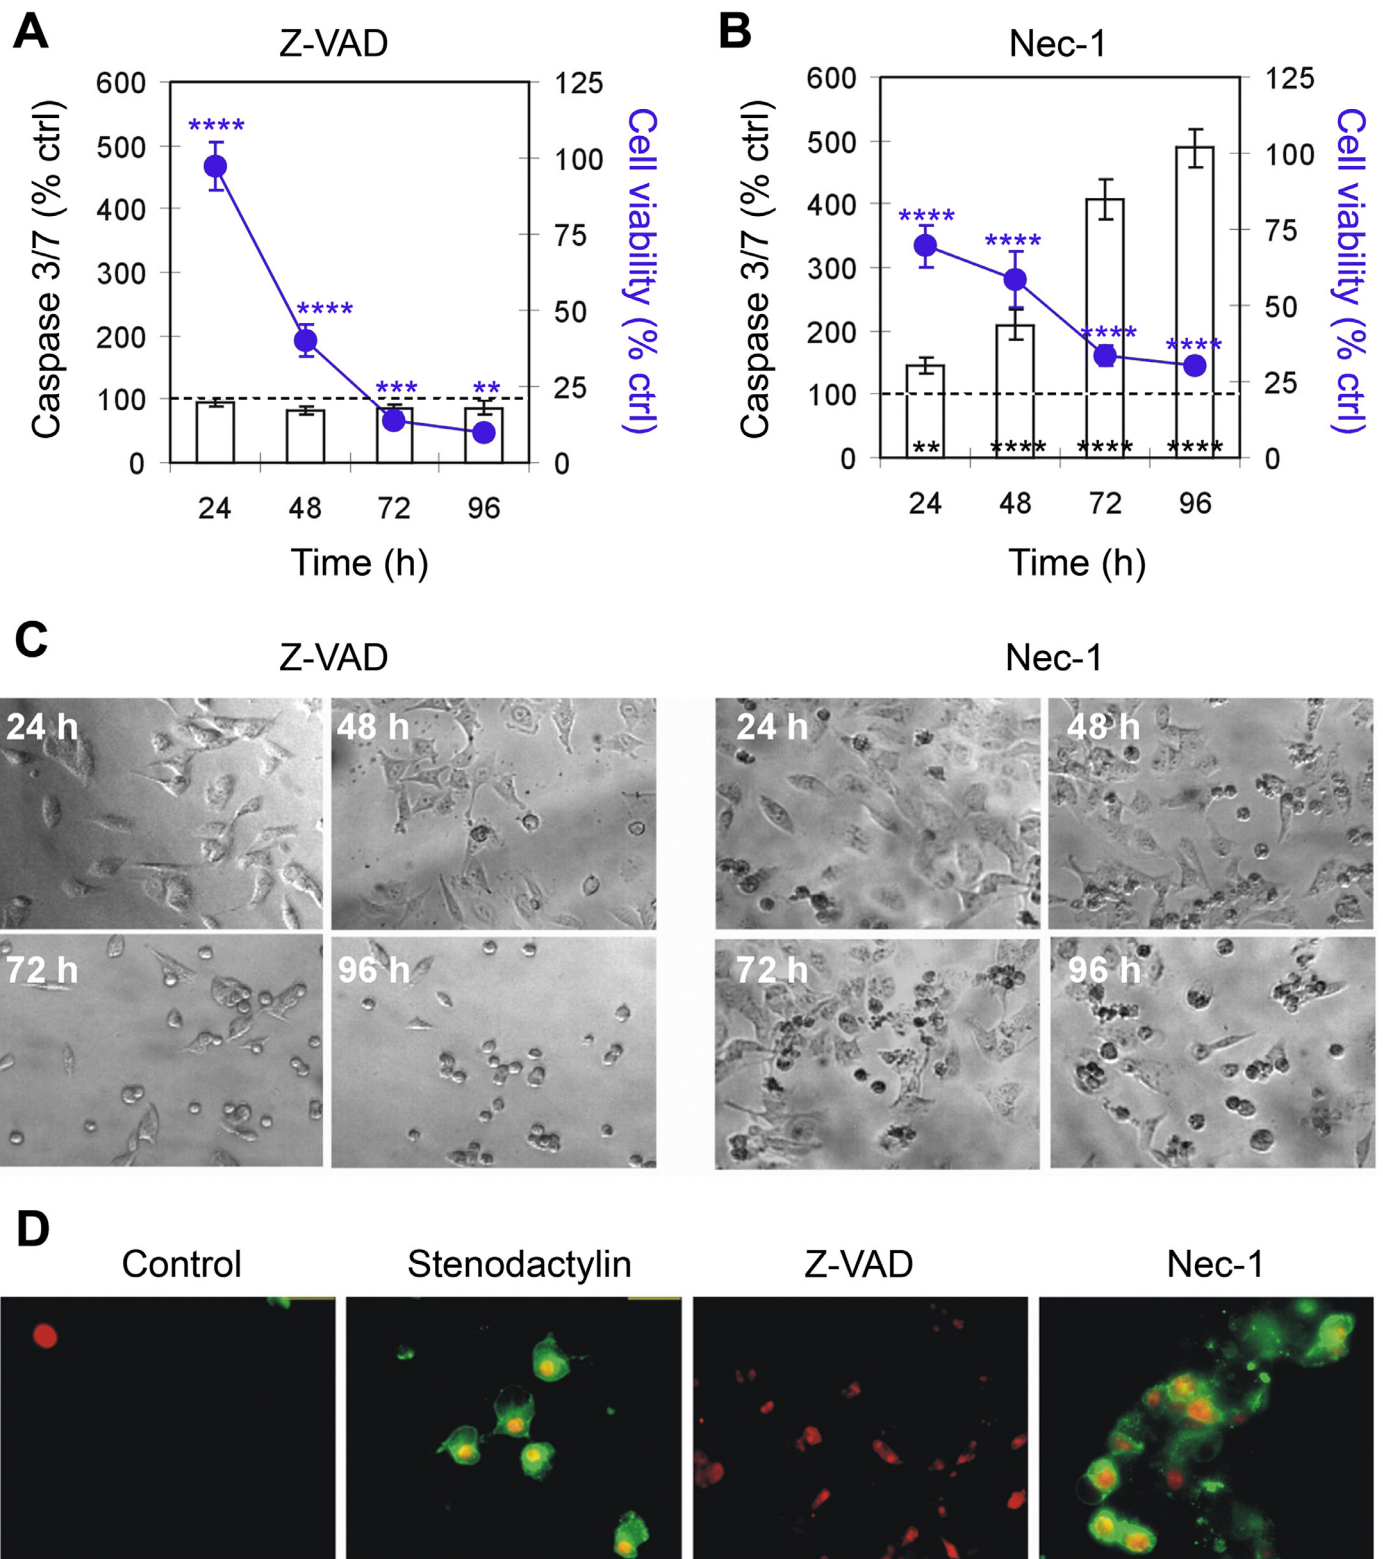 A
Z-VAD
600
500
400
300
200
100
0
Caspase 3/7 (% ctrl)
125
100
75
50
25
0
Cell viability (% ctrl)
****
****
***
**
24 48 72 96
Time (h)
B
Nec-1
600
500
400
300
200
100
0
Caspase 3/7 (% ctrl)
125
100
75
50
25
0
Cell viability (% ctrl)
****
****
****
****
** **** **** ****
24 48 72 96
Time (h)
C
Z-VAD
Nec-1
24 h 48 h 24 h 48 h
72 h 96 h 72 h 96 h
D
Control Stenodactylin Z-VAD Nec-1